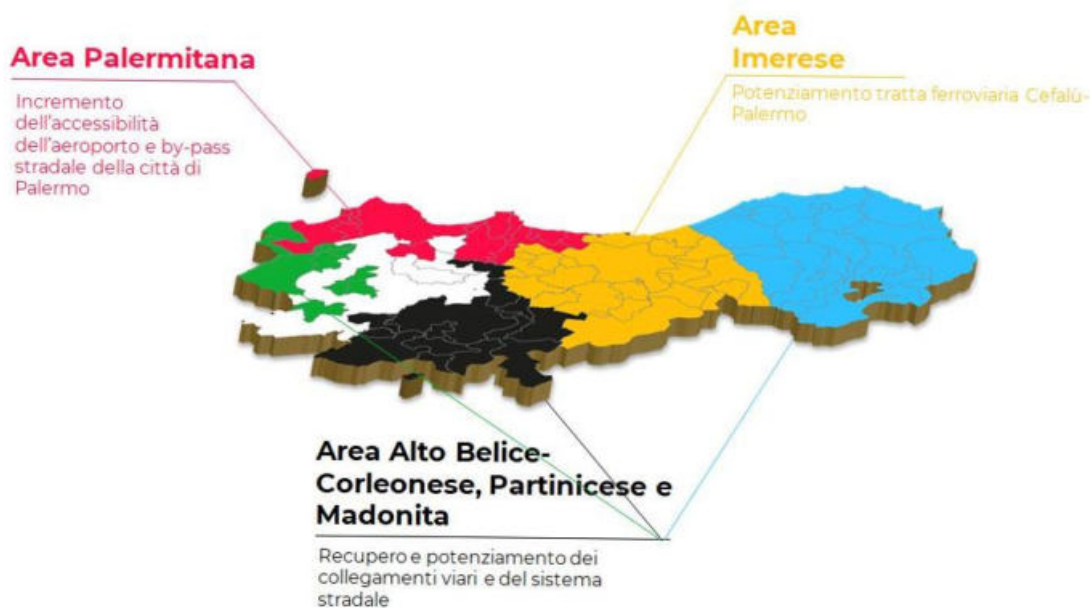 Area Palermitana
Incremento
dell'accessibilità
dell'aeroporto e by-pass
stradale della città di
Palermo
Area
Imerese
Potenziamento tratta ferroviaria Cefalù-
Palermo
Area Alto Belice-
Corleonese, Partinicese e
Madonita
Recupero e potenziamento dei
collegamenti viari e del sistema
stradale